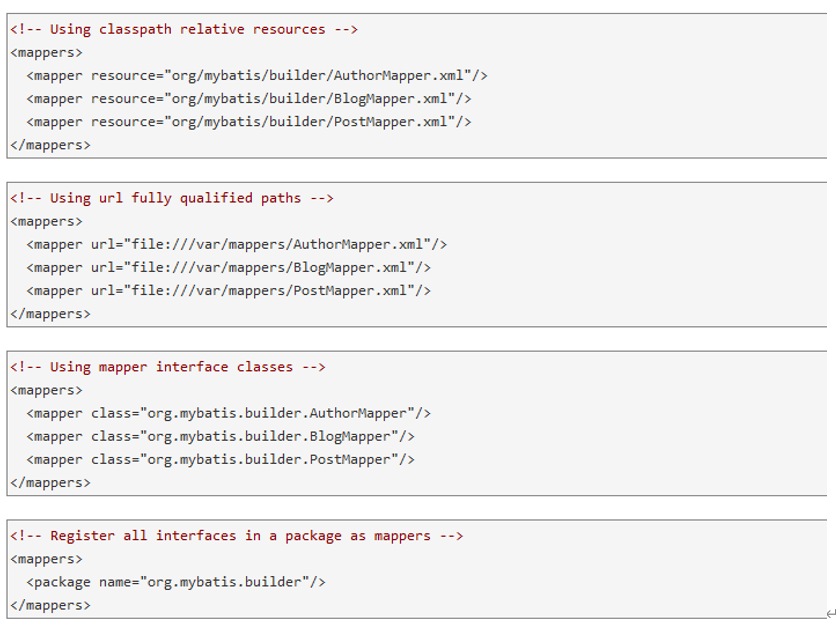 <!-- Using classpath relative resources -->
<mappers>
  <mapper resource="org/mybatis/builder/AuthorMapper.xml"/>
  <mapper resource="org/mybatis/builder/BlogMapper.xml"/>
  <mapper resource="org/mybatis/builder/PostMapper.xml"/>
</mappers>
<!-- Using url fully qualified paths -->
<mappers>
  <mapper url="file:///var/mappers/AuthorMapper.xml"/>
  <mapper url="file:///var/mappers/BlogMapper.xml"/>
  <mapper url="file:///var/mappers/PostMapper.xml"/>
</mappers>
<!-- Using mapper interface classes -->
<mappers>
  <mapper class="org.mybatis.builder.AuthorMapper"/>
  <mapper class="org.mybatis.builder.BlogMapper"/>
  <mapper class="org.mybatis.builder.PostMapper"/>
</mappers>
<!-- Register all interfaces in a package as mappers -->
<mappers>
  <package name="org.mybatis.builder"/>
</mappers>